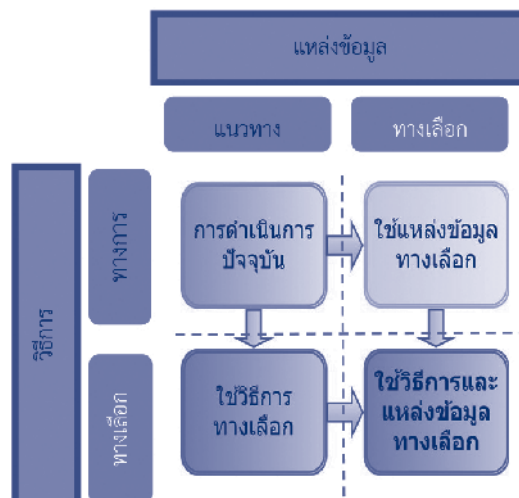 แหล่งข้อมูล
แนวทาง
ทางเลือก
วิธีการ
ทางการ
การดำเนินการ
ปัจจุบัน
ใช้แหล่งข้อมูล
ทางเลือก
ทางเลือก
ใช้วิธีการ
ทางเลือก
ใช้วิธีการและ
แหล่งข้อมูล
ทางเลือก